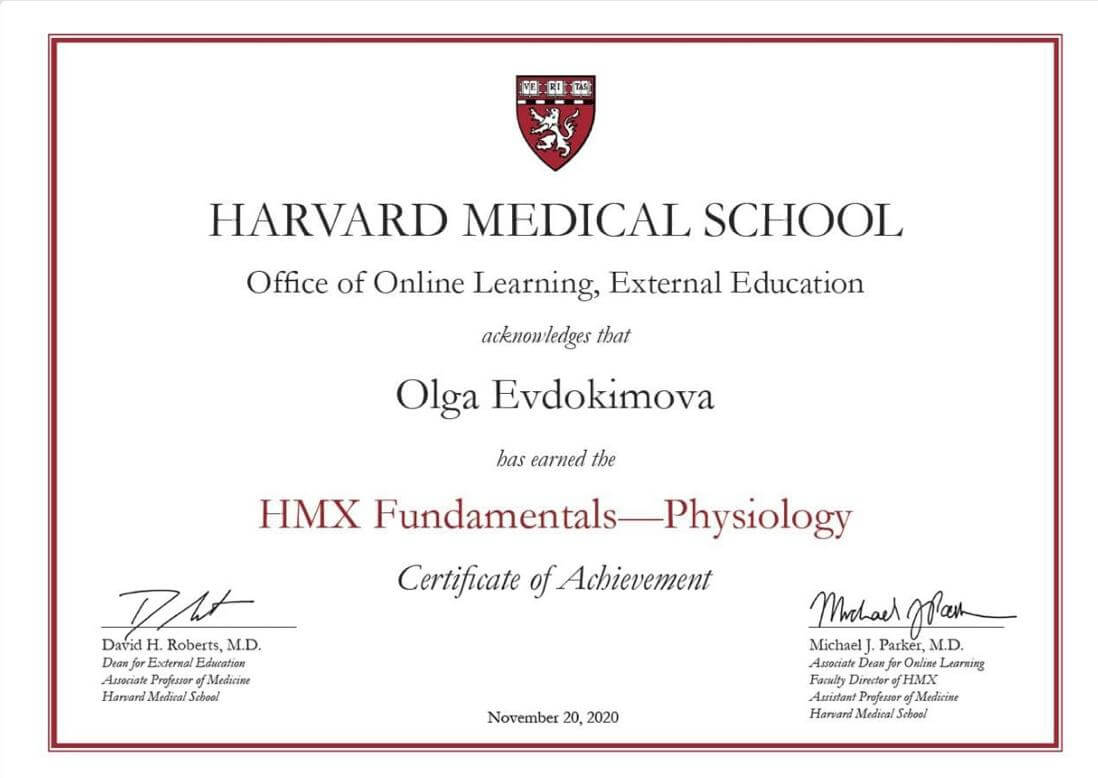 VE RI TAS
HARVARD MEDICAL SCHOOL
Office of Online Learning, External Education
acknowledges that
Olga Evdokimova
has earned the
HMX Fundamentals—Physiology
Certificate of Achievement
David H. Roberts, M.D.
Dean for External Education
Associate Professor of Medicine
Harvard Medical School
Michael J. Parker, M.D.
Associate Dean for Online Learning
Faculty Director of HMX
Assistant Professor of Medicine
Harvard Medical School
November 20, 2020